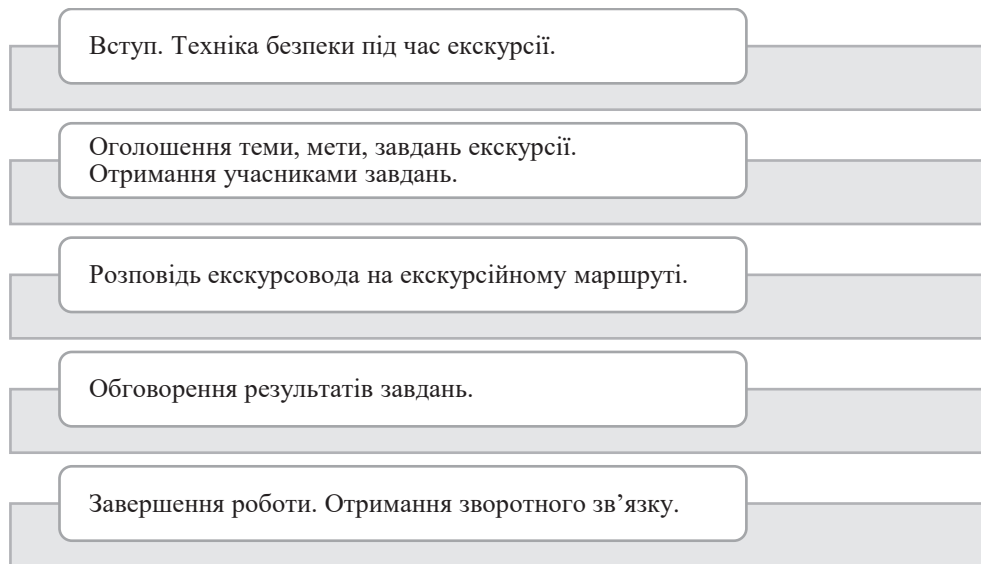 Вступ. Техніка безпеки під час екскурсії.
Оголошення теми, мети, завдань екскурсії.
Отримання учасниками завдань.
Розповідь екскурсовода на екскурсійному маршруті.
Обговорення результатів завдань.
Завершення роботи. Отримання зворотного зв’язку.